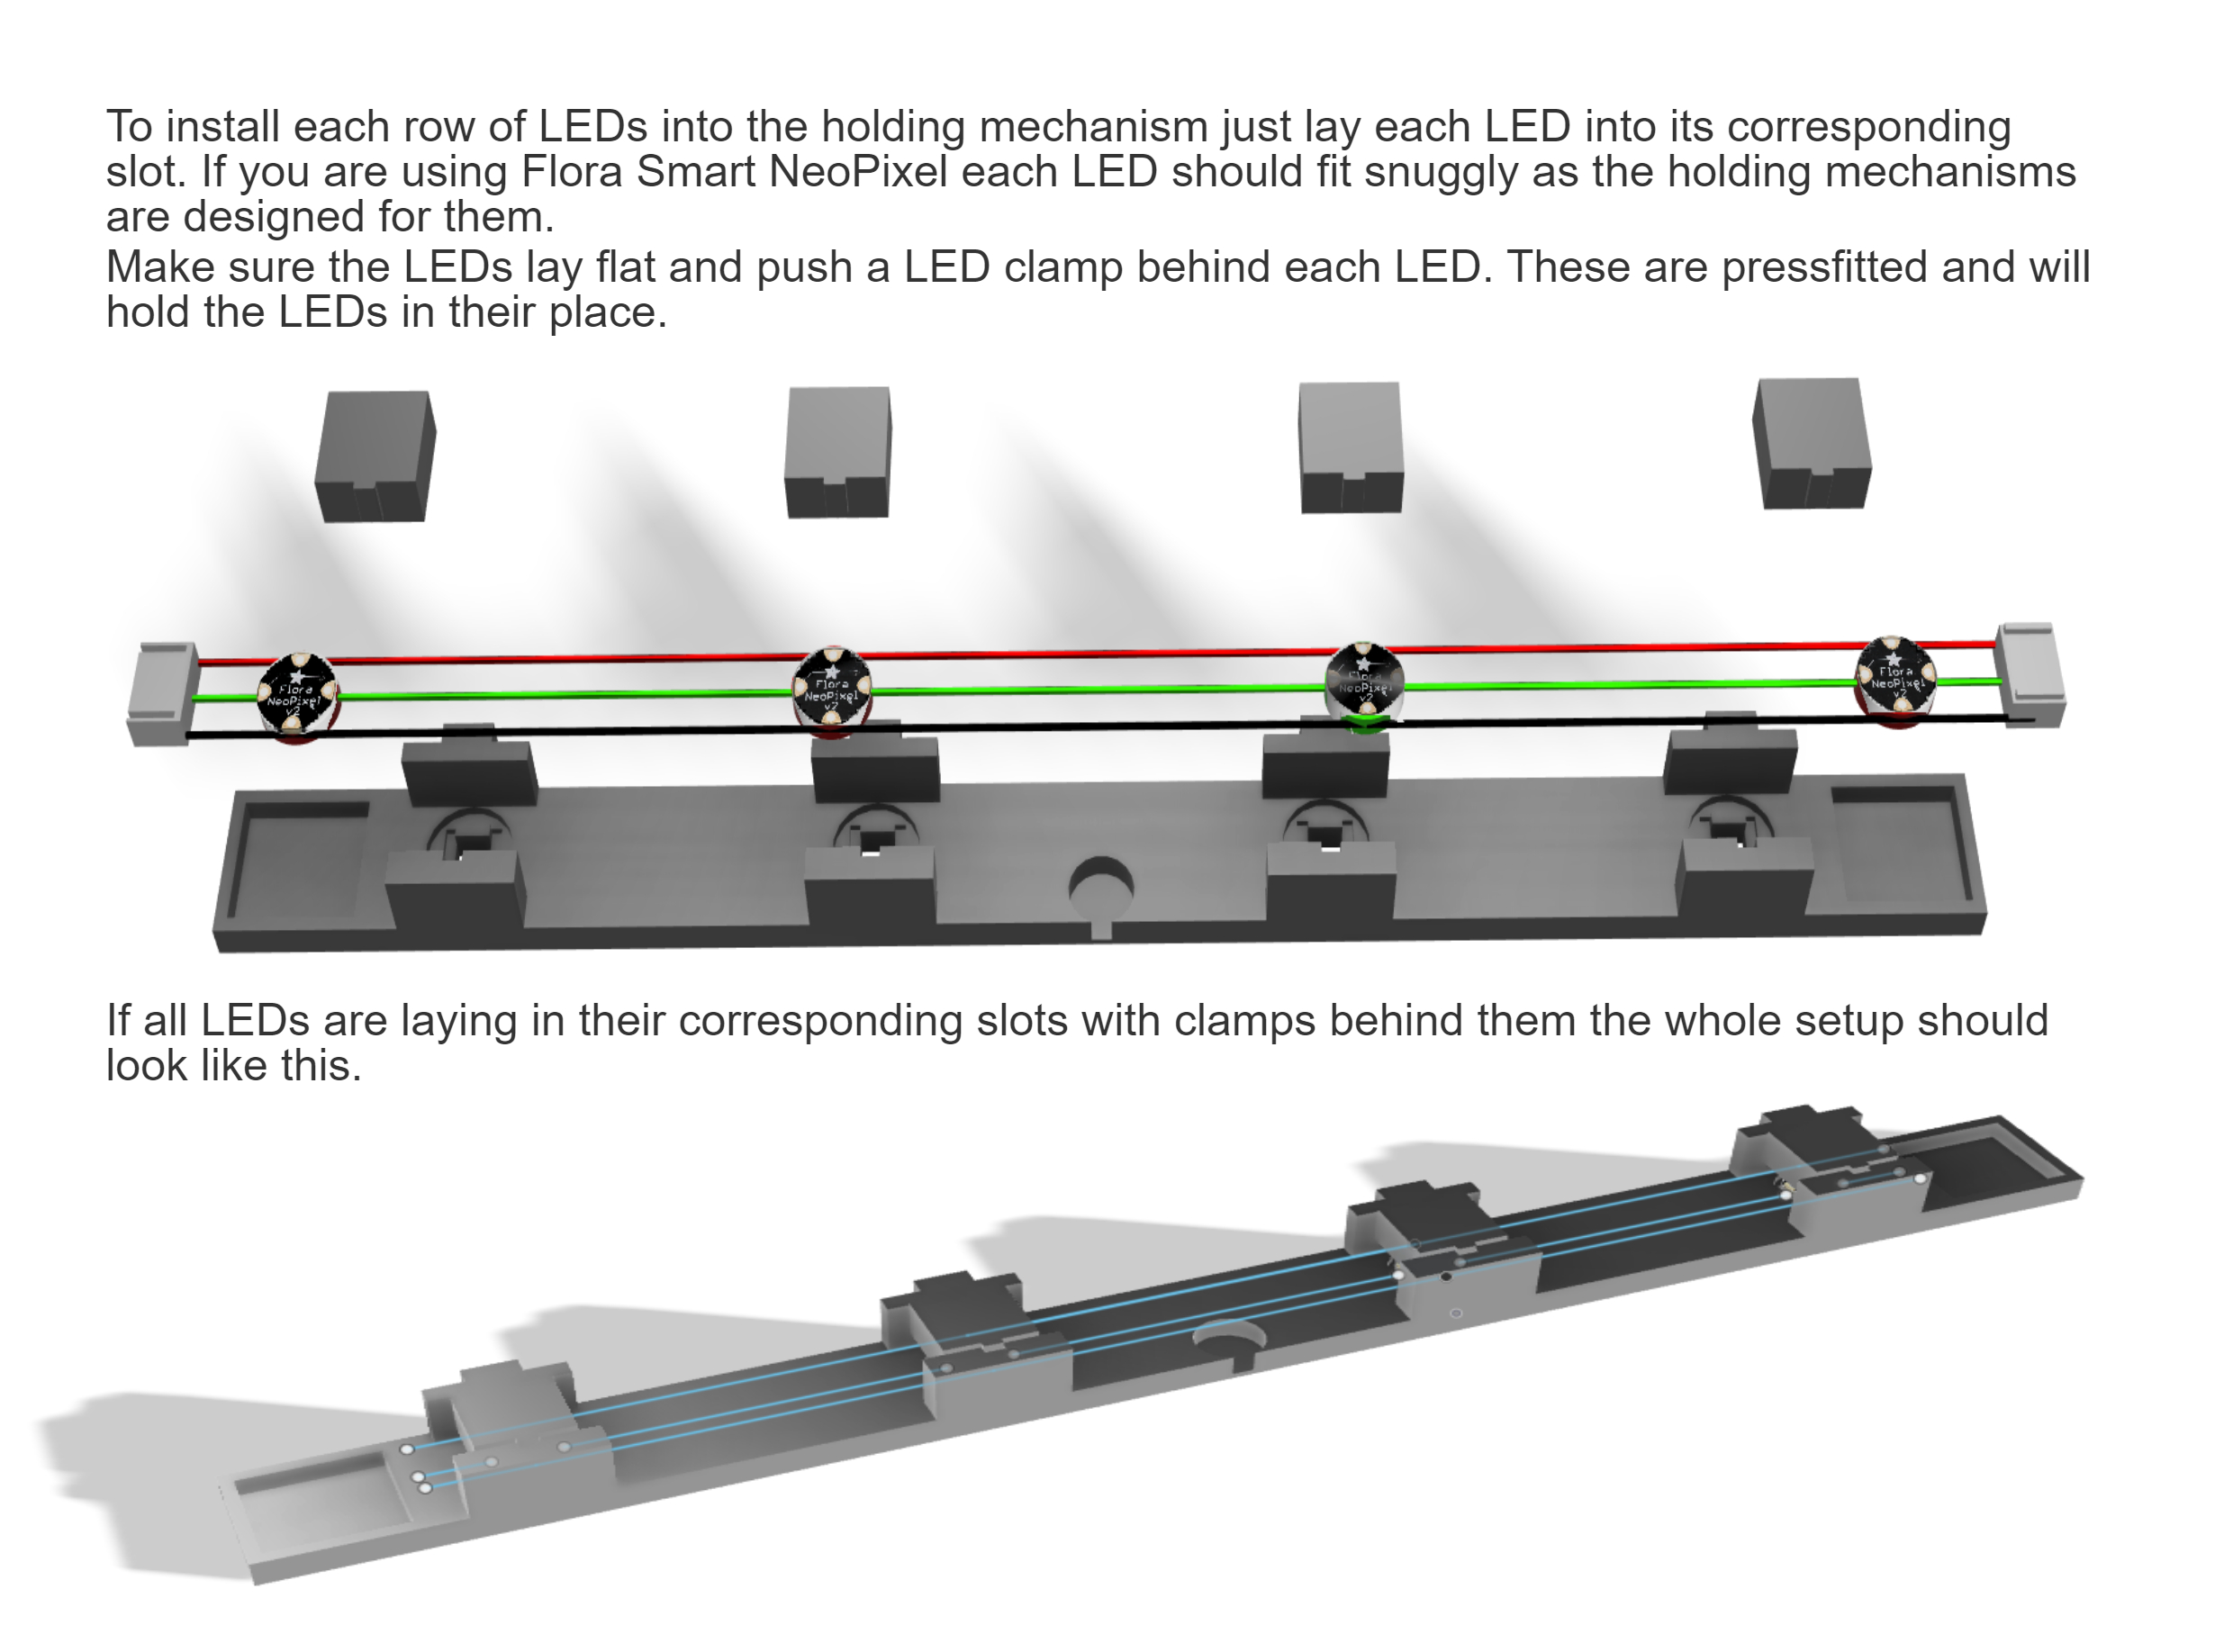 To install each row of LEDs into the holding mechanism just lay each LED into its corresponding
slot. If you are using Flora Smart NeoPixel each LED should fit snuggly as the holding mechanisms
are designed for them.
Make sure the LEDs lay flat and push a LED clamp behind each LED. These are pressfitted and will
hold the LEDs in their place.
Flora
NeoPixel
v2
Flora
NeoPixel
v2
Flora
NeoPixel
v2
Flora
NeoPixel
v2
If all LEDs are laying in their corresponding slots with clamps behind them the whole setup should
look like this.